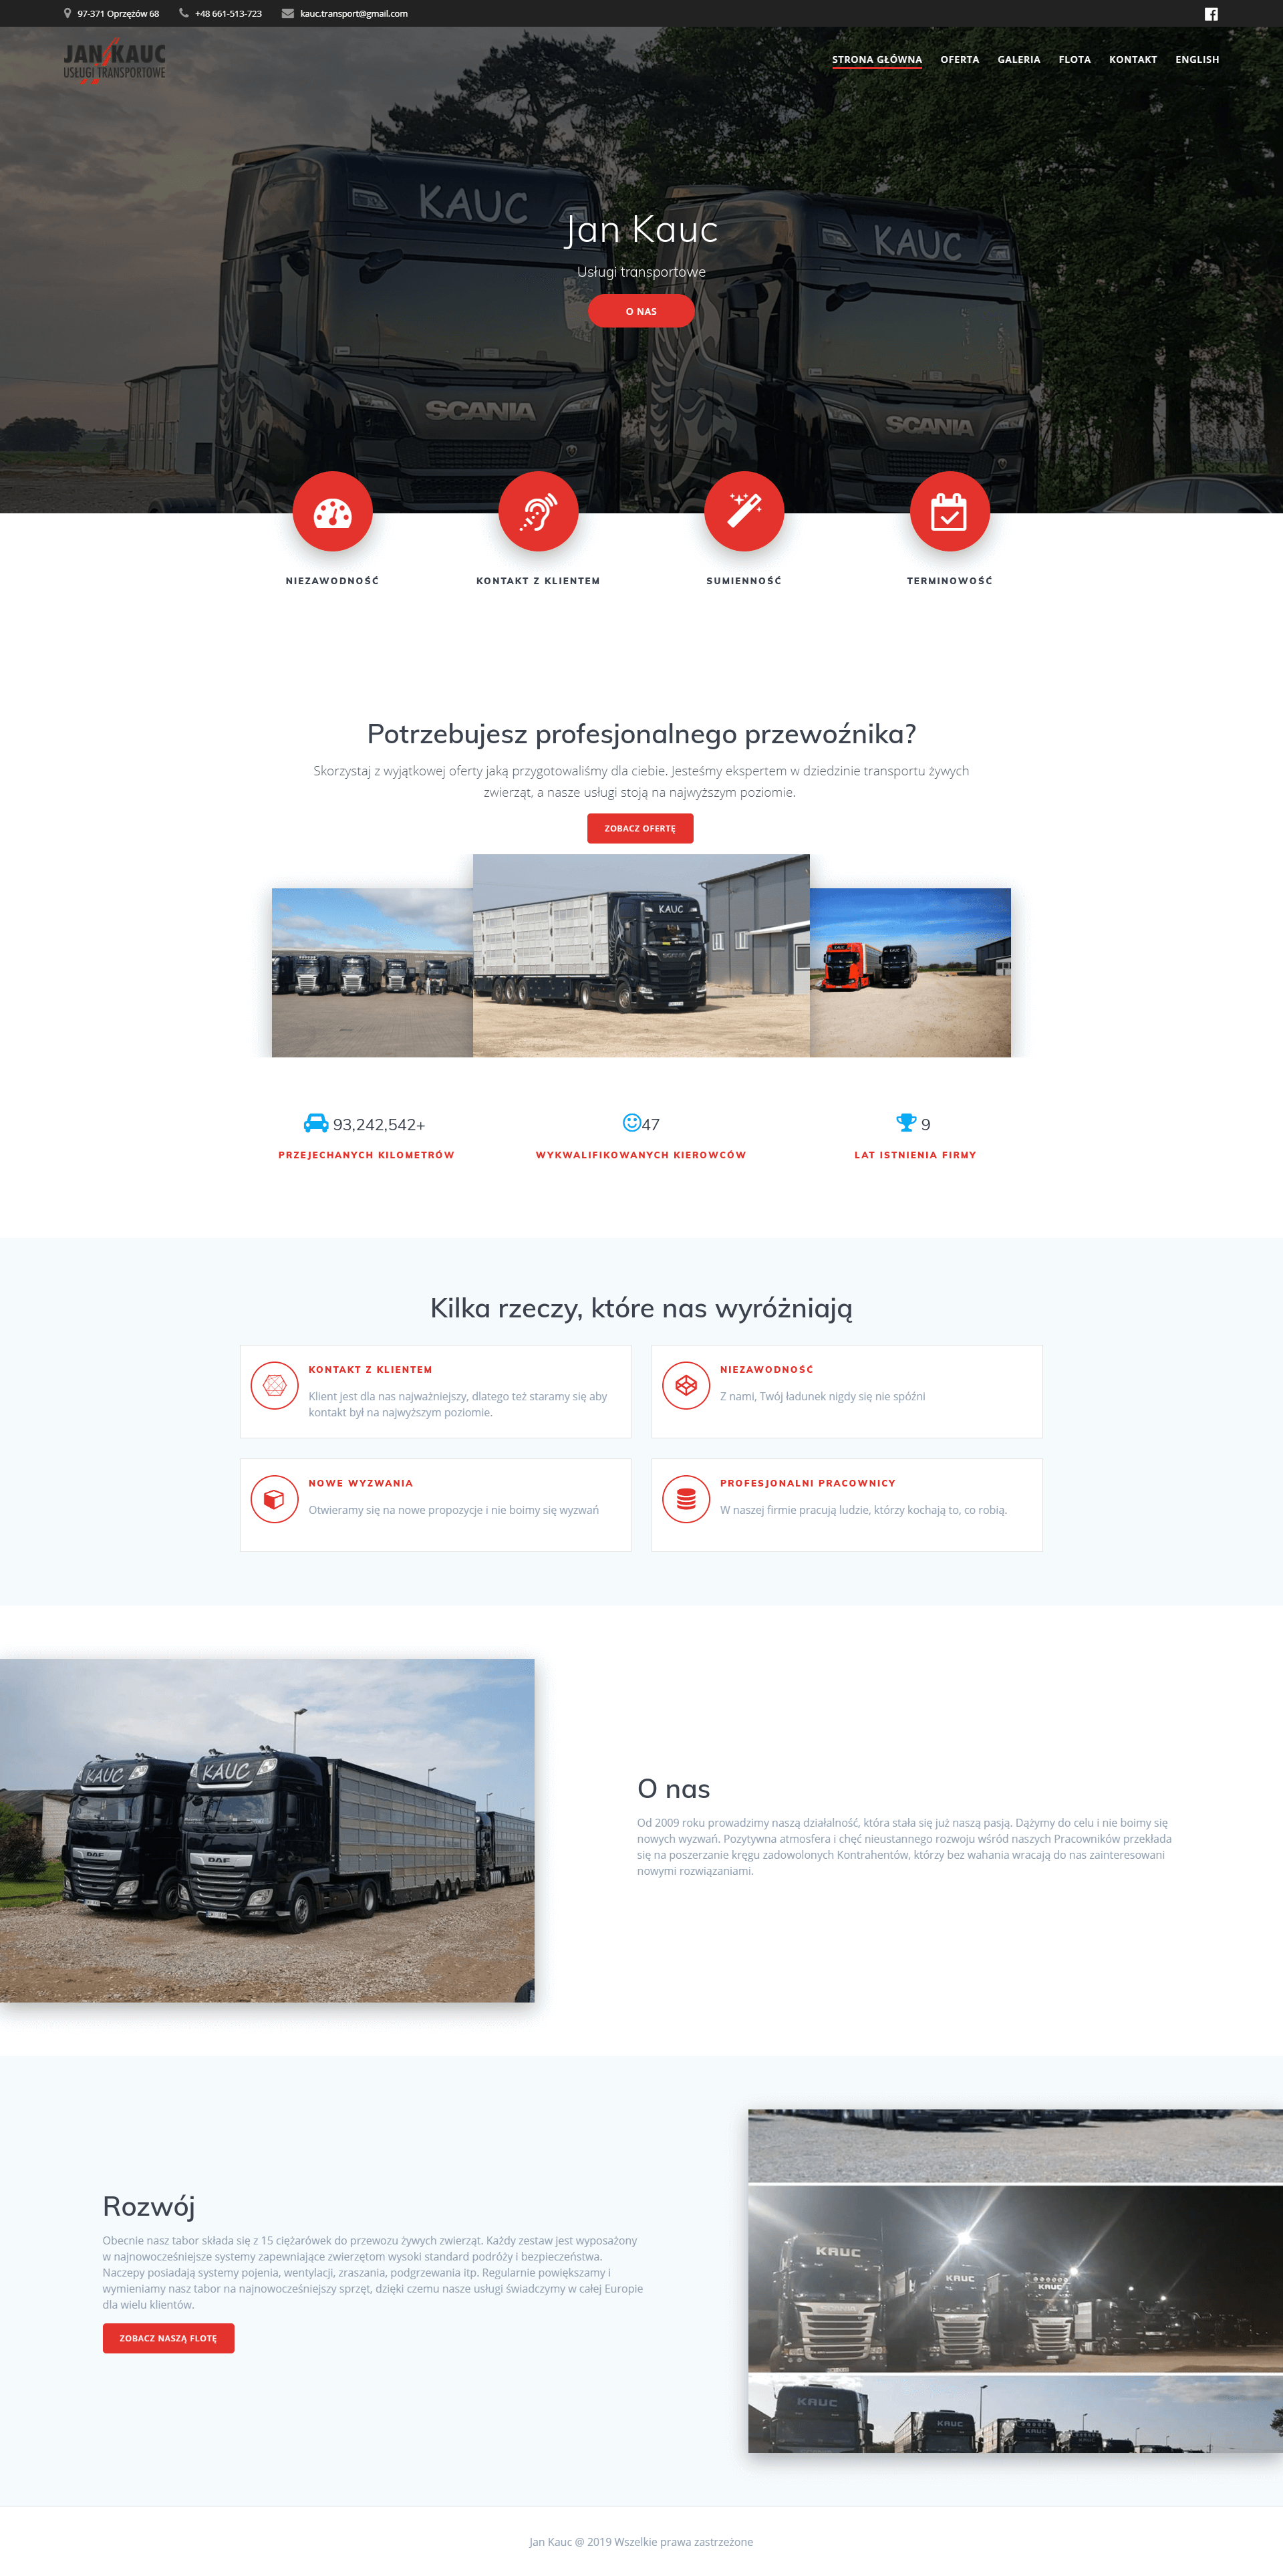 97-371 Oprzężów 68 +48 661-513-723 kauc.transport@gmail.com
JAN KAUC
USŁUGI TRANSPORTOWE
STRONA GŁÓWNA OFERTA GALERIA FLOTA KONTAKT ENGLISH
KAUC
KAUC
Jan Kauc
Usługi transportowe
O NAS
SCANIA
SCANIA
NIEZAWODNOŚĆ KONTAKT Z KLIENTEM SUMIENNOŚĆ TERMINOWOŚĆ
Potrzebujesz profesjonalnego przewoźnika?
Skorzystaj z wyjątkowej oferty jaką przygotowaliśmy dla ciebie. Jesteśmy ekspertem w dziedzinie transportu żywych
zwierząt, a nasze usługi stoją na najwyższym poziomie.
ZOBACZ OFERTĘ
KAUC
93,242,542+ 47 9
PRZEJECHANYCH KILOMETRÓW WYKWALIFIKOWANYCH KIEROWCÓW LAT ISTNIENIA FIRMY
Kilka rzeczy, które nas wyróżniają
KONTAKT Z KLIENTEM
Klient jest dla nas najważniejszy, dlatego też staramy się aby
kontakt był na najwyższym poziomie.
NIEZAWODNOŚĆ
Z nami, Twój ładunek nigdy się nie spóźni
NOWE WYZWANIA
Otwieramy się na nowe propozycje i nie boimy się wyzwań
PROFESJONALNI PRACOWNICY
W naszej firmie pracują ludzie, którzy kochają to, co robią.
KAUC
KAUC
DAF
DAF
O nas
Od 2009 roku prowadzimy naszą działalność, która stała się już naszą pasją. Dążymy do celu i nie boimy się
nowych wyzwań. Pozytywna atmosfera i chęć nieustannego rozwoju wśród naszych Pracowników przekłada
się na poszerzanie kręgu zadowolonych Kontrahentów, którzy bez wahania wracają do nas zainteresowani
nowymi rozwiązaniami.
Rozwój
Obecnie nasz tabor składa się z 15 ciężarówek do przewozu żywych zwierząt. Każdy zestaw jest wyposażony
w najnowocześniejsze systemy zapewniające zwierzętom wysoki standard podróży i bezpieczeństwa.
Naczepy posiadają systemy pojenia, wentylacji, zraszania, podgrzewania itp. Regularnie powiększamy i
wymieniamy nasz tabor na najnowocześniejszy sprzęt, dzięki czemu nasze usługi świadczymy w całej Europie
dla wielu klientów.
ZOBACZ NASZĄ FLOTĘ
KAUC
KAUC
KAUC
SCANIA
KAUC
KAUC
Jan Kauc @ 2019 Wszelkie prawa zastrzeżone